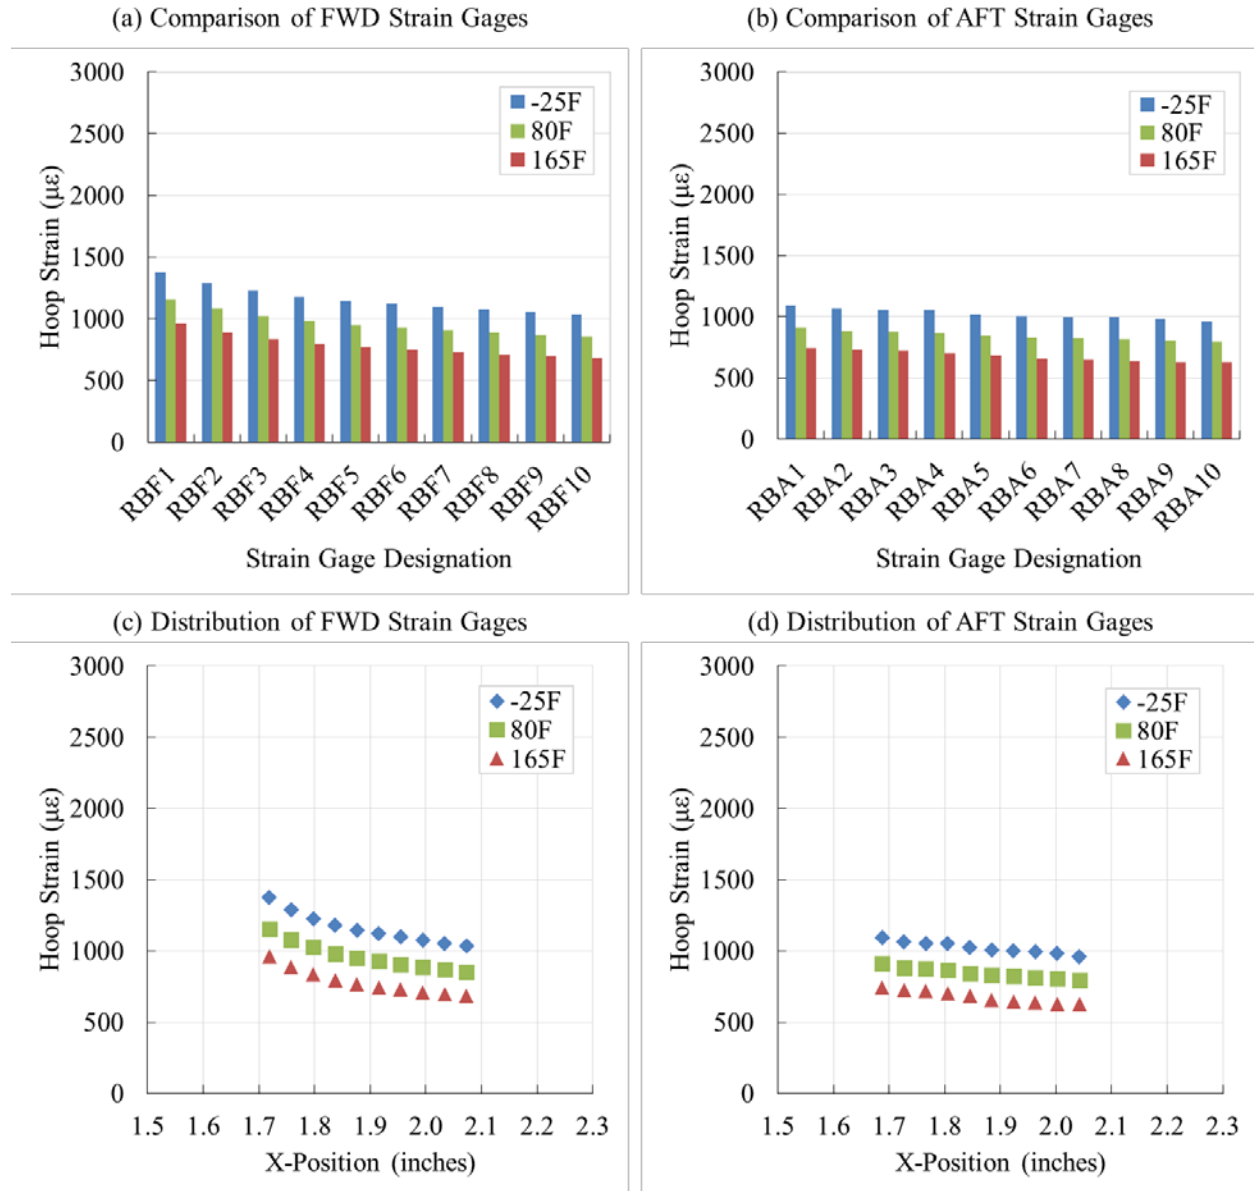 (a) Comparison of FWD Strain Gages
3000
2500
2000
1500
1000
500
0
Hoop Strain (με)
-25F
80F
165F
RBF1
RBF2
RBF3
RBF4
RBF5
RBF6
RBF7
RBF8
RBF9
RBF10
Strain Gage Designation
(b) Comparison of AFT Strain Gages
3000
2500
2000
1500
1000
500
0
Hoop Strain (με)
-25F
80F
165F
RBA1
RBA2
RBA3
RBA4
RBA5
RBA6
RBA7
RBA8
RBA9
RBA10
Strain Gage Designation
(c) Distribution of FWD Strain Gages
3000
2500
2000
1500
1000
500
0
Hoop Strain (με)
-25F
80F
165F
1.5 1.6 1.7 1.8 1.9 2.0 2.1 2.2 2.3
X-Position (inches)
(d) Distribution of AFT Strain Gages
3000
2500
2000
1500
1000
500
0
Hoop Strain (με)
-25F
80F
165F
1.5 1.6 1.7 1.8 1.9 2.0 2.1 2.2 2.3
X-Position (inches)